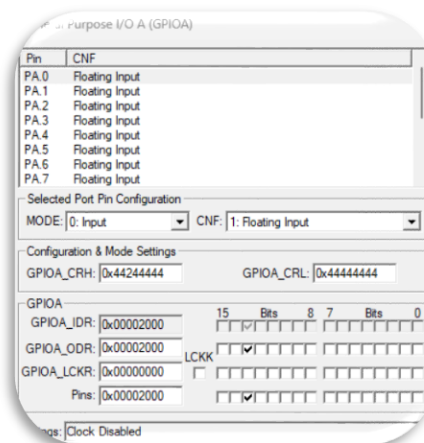 Purpose I/O A (GPIOA)
Pin CNF
PA.0 Floating Input
PA.1 Floating Input
PA.2 Floating Input
PA.3 Floating Input
PA.4 Floating Input
PA.5 Floating Input
PA.6 Floating Input
PA.7 Floating Input
Selected Port Pin Configuration
MODE: 0: Input CNF: 1: Floating Input
Configuration & Mode Settings
GPIOA_CRH: 0x44244444 GPIOA_CRL: 0x44444444
GPIOA
15 Bits 8 7 Bits 0
GPIOA_IDR: 0x00002000
GPIOA_ODR: 0x00002000
LCKK
GPIOA_LCKR: 0x00000000
Pins: 0x00002000
Clock Disabled